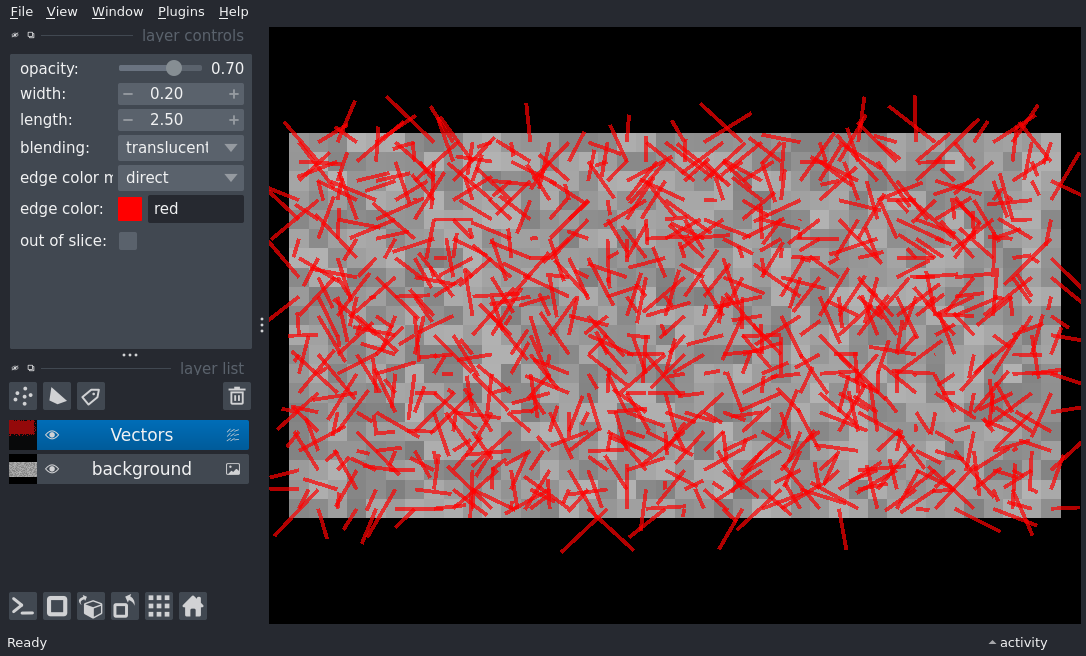 File View Window Plugins Help
layer controls
opacity: 0.70
width: − 0.20 +
length: − 2.50 +
blending: translucent
edge color m direct
edge color: red
out of slice:
layer list
Vectors
background
Ready
activity